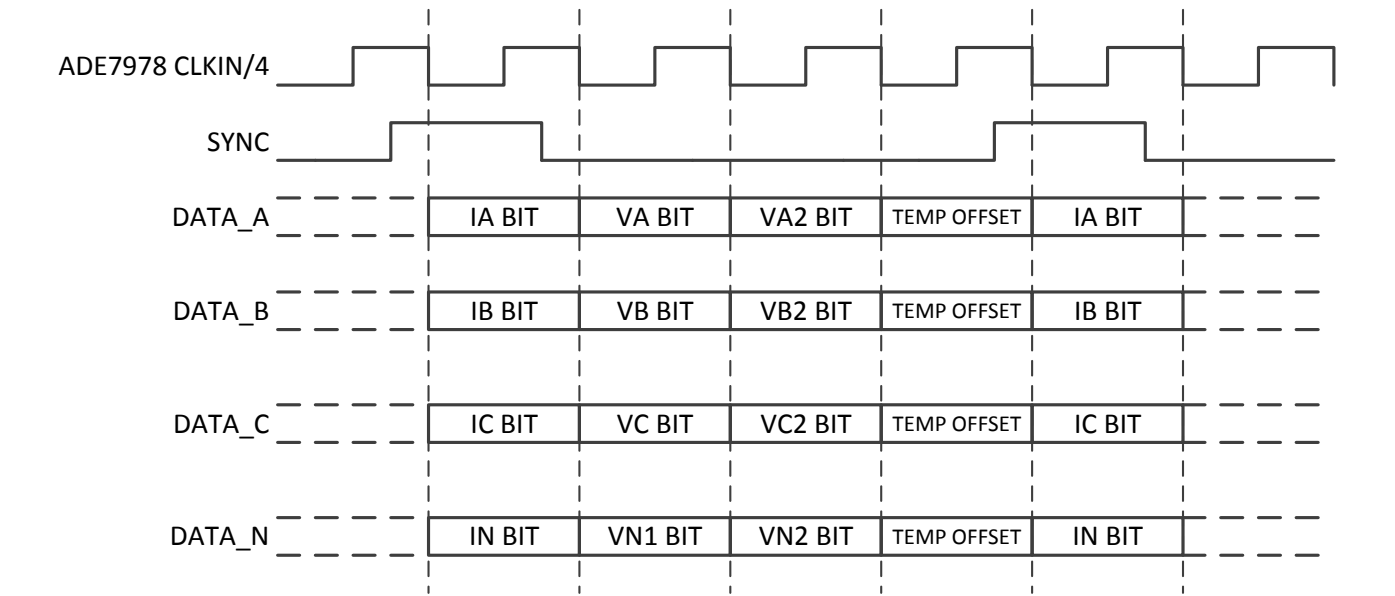 ADE7978 CLKIN/4
SYNC
DATA_A IA BIT VA BIT VA2 BIT TEMP OFFSET IA BIT
DATA_B IB BIT VB BIT VB2 BIT TEMP OFFSET IB BIT
DATA_C IC BIT VC BIT VC2 BIT TEMP OFFSET IC BIT
DATA_N IN BIT VN1 BIT VN2 BIT TEMP OFFSET IN BIT